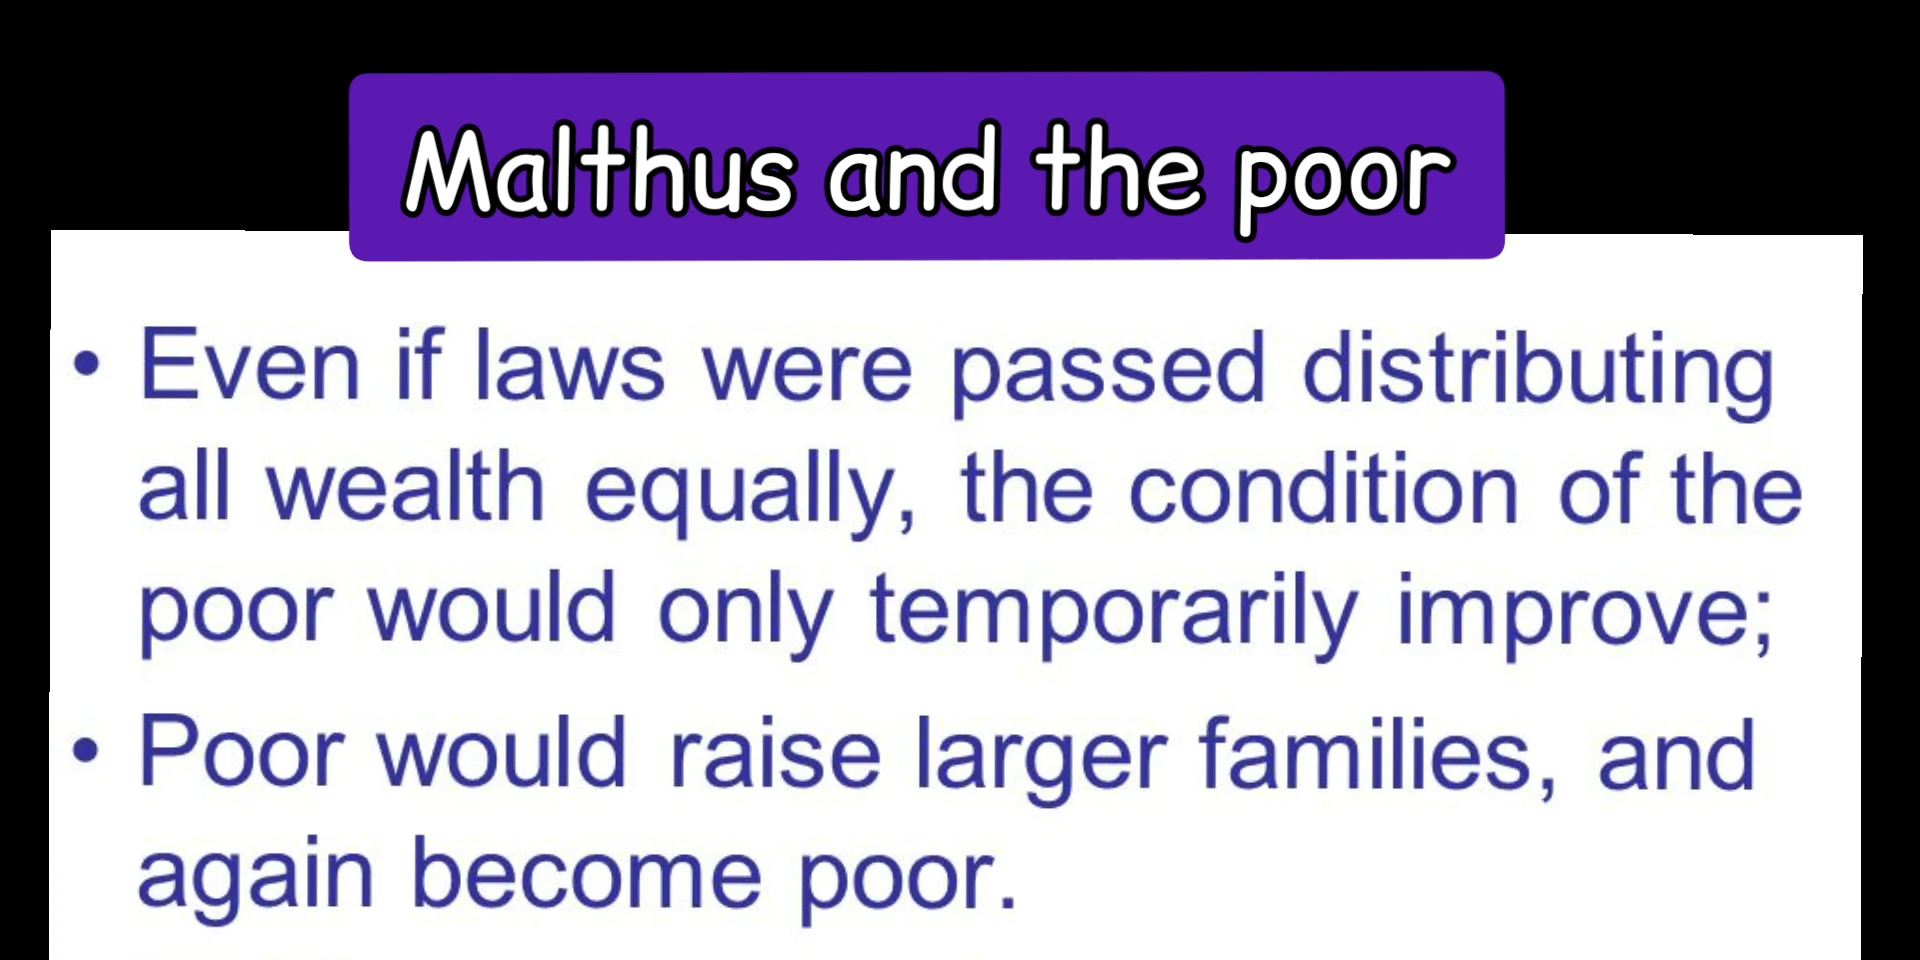 Malthus and the poor
• Even if laws were passed distributing
all wealth equally, the condition of the
poor would only temporarily improve;
• Poor would raise larger families, and
again become poor.